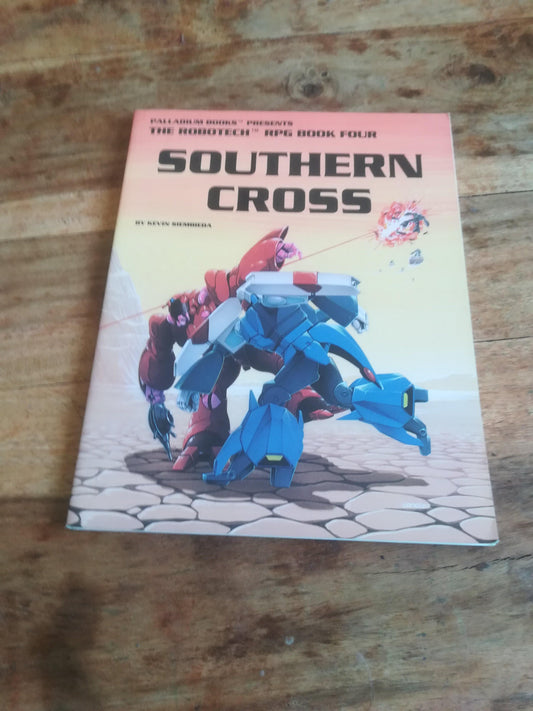 PALLADIUM BOOKS™ PRESENTS
THE ROBOTECH™ RPG BOOK FOUR
SOUTHERN
CROSS
BY KEVIN SIEMBIEDA